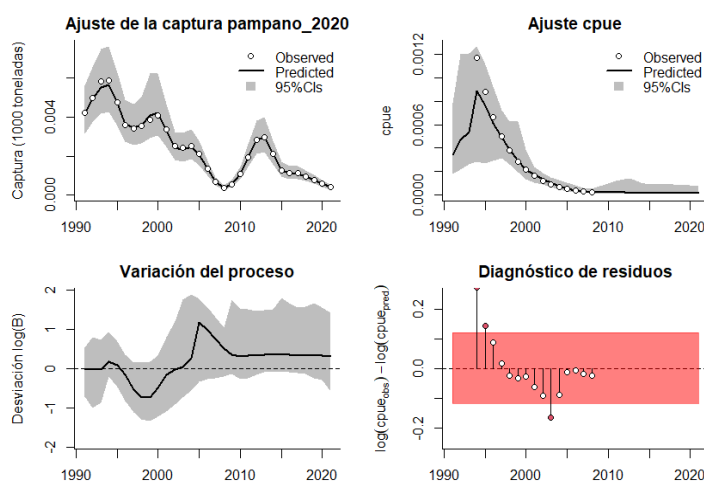 Ajuste de la captura pampano_2020
Captura (1000 toneladas)
0.000
0.004
1990
2000
2010
2020
Observed
Predicted
95%CIs
Ajuste cpue
cpue
0.0000
0.0006
0.0012
1990
2000
2010
2020
Observed
Predicted
95%CIs
Variación del proceso
Desviación log(B)
-2
-1
0
1
2
1990
2000
2010
2020
Diagnóstico de residuos
log(cpue_obs) − log(cpue_pred)
-0.2
0.0
0.2
1990
2000
2010
2020